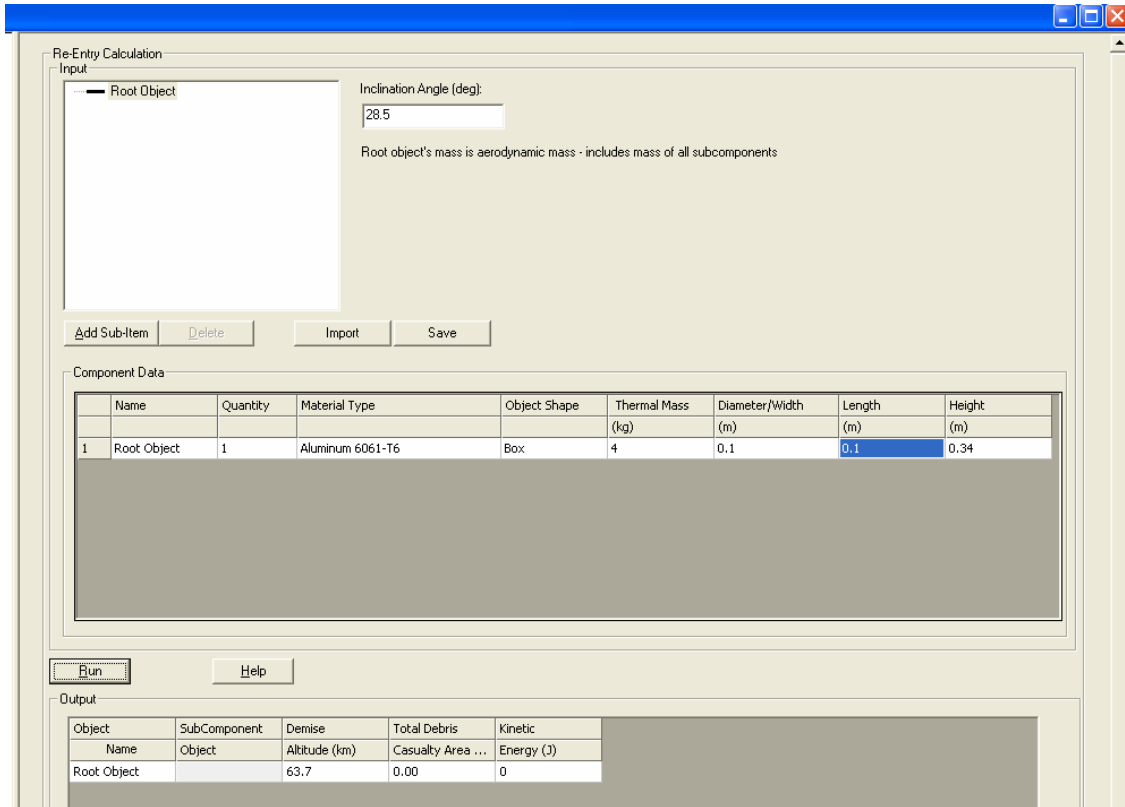 Re-Entry Calculation
Input
Root Object
Inclination Angle (deg):
28.5
Root object's mass is aerodynamic mass - includes mass of all subcomponents
Add Sub-Item Delete Import Save
Component Data
Name Quantity Material Type Object Shape Thermal Mass Diameter/Width Length Height
(kg) (m) (m) (m)
1 Root Object 1 Aluminum 6061-T6 Box 4 0.1 0.1 0.34
Run Help
Output
Object SubComponent Demise Total Debris Kinetic
Name Object Altitude (km) Casualty Area ... Energy (J)
Root Object 63.7 0.00 0